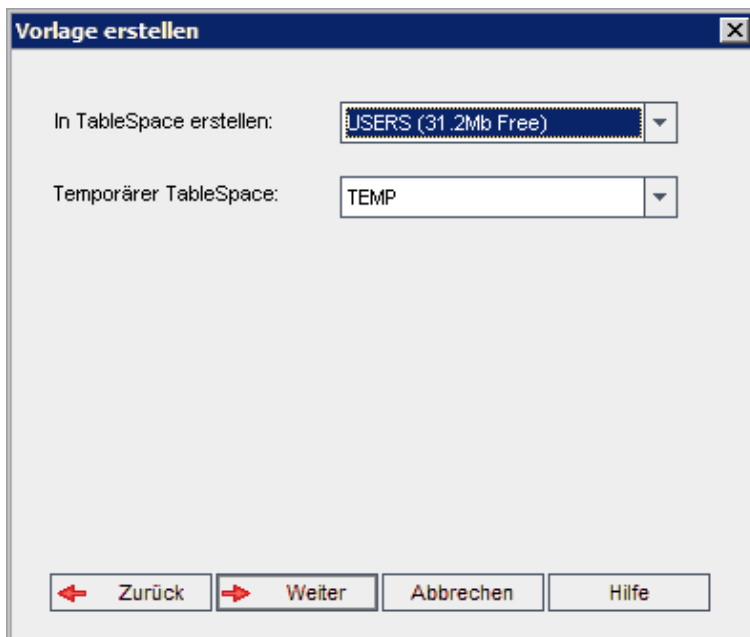 Vorlage erstellen
In TableSpace erstellen: USERS (31.2Mb Free)
Temporärer TableSpace: TEMP
Zurück Weiter Abbrechen Hilfe